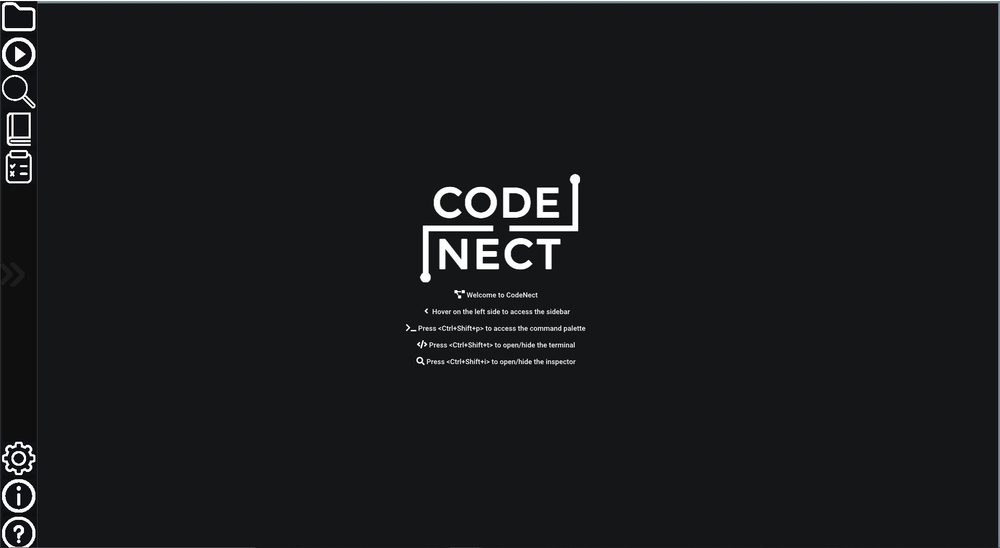 CODE
NECT
Welcome to CodeNect
Hover on the left side to access the sidebar
Press <Ctrl+Shift+p> to access the command palette
Press <Ctrl+Shift+t> to open/hide the terminal
Press <Ctrl+Shift+i> to open/hide the inspector